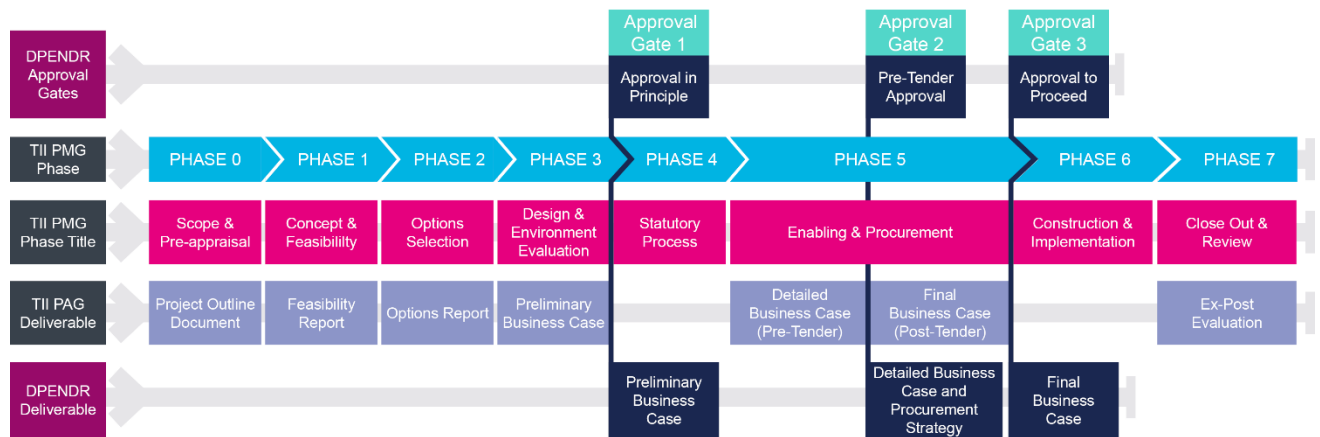 Approval
Gate 1
Approval
Gate 2
Approval
Gate 3
DPENDR
Approval
Gates
Approval in
Principle
Pre-Tender
Approval
Approval to
Proceed
TII PMG
Phase
PHASE 0
PHASE 1
PHASE 2
PHASE 3
PHASE 4
PHASE 5
PHASE 6
PHASE 7
TII PMG
Phase Title
Scope &
Pre-appraisal
Concept &
Feasibililty
Options
Selection
Design &
Environment
Evaluation
Statutory
Process
Enabling & Procurement
Construction &
Implementation
Close Out &
Review
TII PAG
Deliverable
Project Outline
Document
Feasibility
Report
Options Report
Preliminary
Business Case
Detailed
Business Case
(Pre-Tender)
Final
Business Case
(Post-Tender)
Ex-Post
Evaluation
DPENDR
Deliverable
Preliminary
Business
Case
Detailed Business
Case and
Procurement
Strategy
Final
Business
Case